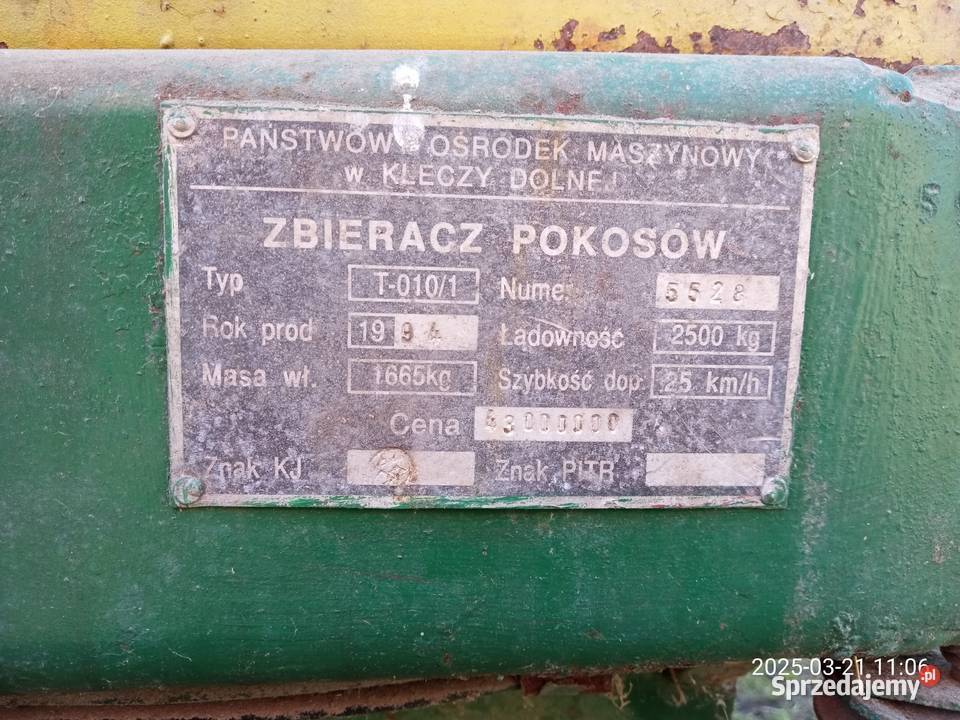 PAŃSTWOWY OŚRODEK MASZYNOWY
w KLECZY DOLNEJ
ZBIERACZ POKOSÓW
Typ T-010/1 Numer 5528
Rok prod 1994 Ładowność 2500 kg
Masa wł. 1665kg Szybkość dop. 25 km/h
Cena 43000000
Znak KJ Znak PITR
2025-03-21 11:06
Sprzedajemy.pl